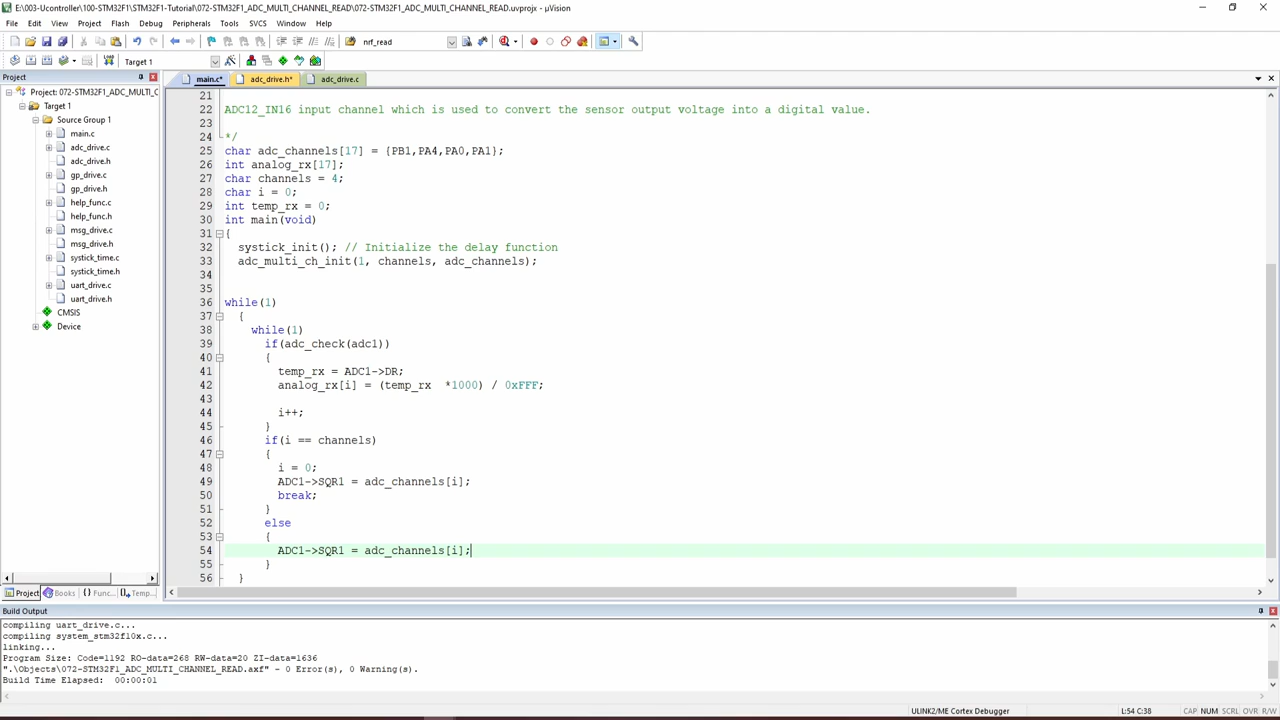 E:\003-Ucontroller\100-STM32F1\STM32F1-Tutorial\072-STM32F1_ADC_MULTI_CHANNEL_READ\072-STM32F1_ADC_MULTI_CHANNEL_READ.uvprojx - µVision
File Edit View Project Flash Debug Peripherals Tools SVCS Window Help
nrf_read
Target 1
Project
main.c* adc_drive.h* adc_drive.c
Project: 072-STM32F1_ADC_MULTI_C
Target 1
Source Group 1
main.c
adc_drive.c
adc_drive.h
gp_drive.c
gp_drive.h
help_func.c
help_func.h
msg_drive.c
msg_drive.h
systick_time.c
systick_time.h
uart_drive.c
uart_drive.h
CMSIS
Device
21
22 ADC12_IN16 input channel which is used to convert the sensor output voltage into a digital value.
23
24 */
25 char adc_channels[17] = {PB1,PA4,PA0,PA1};
26 int analog_rx[17];
27 char channels = 4;
28 char i = 0;
29 int temp_rx = 0;
30 int main(void)
31 {
32 systick_init(); // Initialize the delay function
33 adc_multi_ch_init(1, channels, adc_channels);
34
35
36 while(1)
37 {
38 while(1)
39 if(adc_check(adc1))
40 {
41 temp_rx = ADC1->DR;
42 analog_rx[i] = (temp_rx *1000) / 0xFFF;
43
44 i++;
45 }
46 if(i == channels)
47 {
48 i = 0;
49 ADC1->SQR1 = adc_channels[i];
50 break;
51 }
52 else
53 {
54 ADC1->SQR1 = adc_channels[i];
55 }
56 }
Project Books {} Func... Temp...
Build Output
compiling uart_drive.c...
compiling system_stm32f10x.c...
linking...
Program Size: Code=1192 RO-data=268 RW-data=20 ZI-data=1636
".\Objects\072-STM32F1_ADC_MULTI_CHANNEL_READ.axf" - 0 Error(s), 0 Warning(s).
Build Time Elapsed: 00:00:01
ULINK2/ME Cortex Debugger L:54 C:38 CAP NUM SCRL OVR R/W